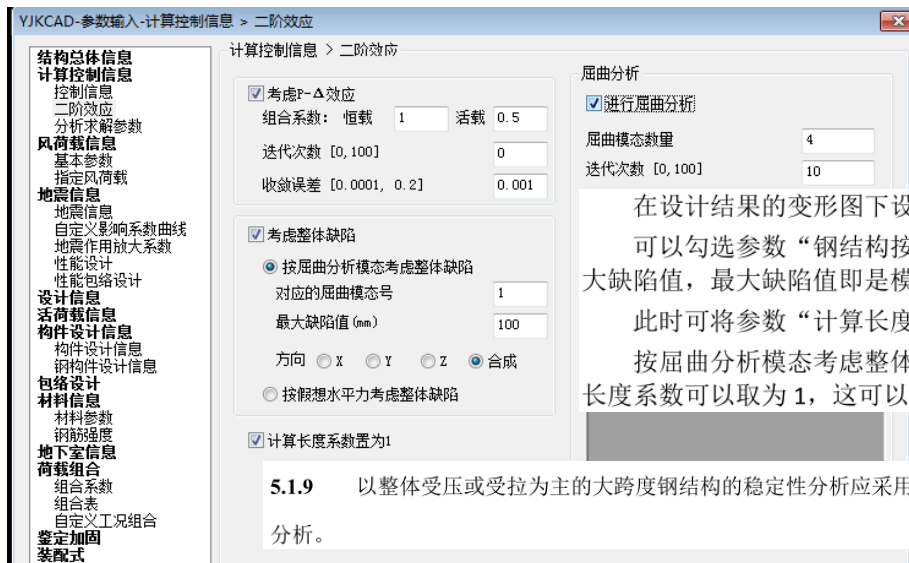 YJKCAD-参数输入-计算控制信息 > 二阶效应
结构总体信息
计算控制信息
控制信息
二阶效应
分析求解参数
风荷载信息
基本参数
指定风荷载
地震信息
地震信息
自定义影响系数曲线
地震作用放大系数
性能设计
性能包络设计
设计信息
活荷载信息
构件设计信息
构件设计信息
钢构件设计信息
包络设计
材料信息
材料参数
钢筋强度
地下室信息
荷载组合
组合系数
组合表
自定义工况组合
鉴定加固
装配式
计算控制信息 > 二阶效应
考虑P-Δ效应
组合系数: 恒载 1 活载 0.5
迭代次数 [0,100] 0
收敛误差 [0.0001, 0.2] 0.001
考虑整体缺陷
按屈曲分析模态考虑整体缺陷
对应的屈曲模态号 1
最大缺陷值(mm) 100
方向 X Y Z 合成
按假想水平力考虑整体缺陷
计算长度系数置为1
屈曲分析
进行屈曲分析
屈曲模态数量 4
迭代次数 [0,100] 10
在设计结果的变形图下设
可以勾选参数“钢结构按
大缺陷值，最大缺陷值即是模
此时可将参数“计算长度
按屈曲分析模态考虑整体
长度系数可以取为 1，这可以
5.1.9 以整体受压或受拉为主的大跨度钢结构的稳定性分析应采用
分析。